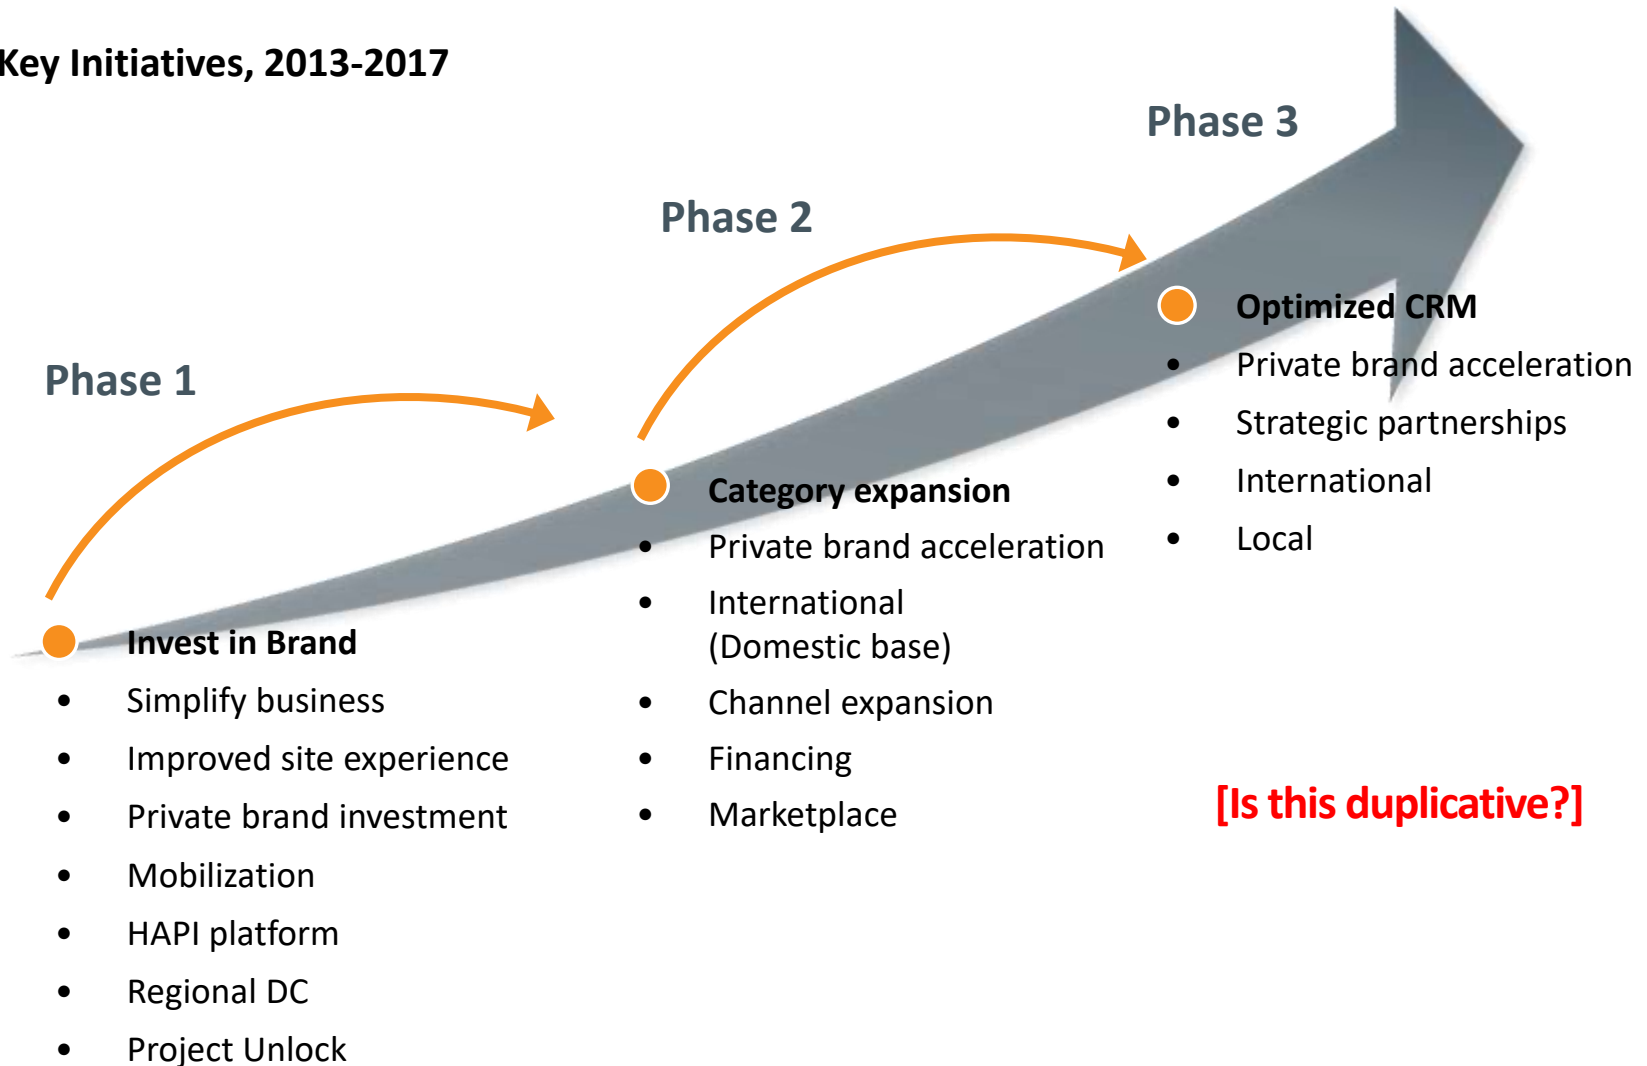 Key Initiatives, 2013-2017
Phase 1
Invest in Brand
• Simplify business
• Improved site experience
• Private brand investment
• Mobilization
• HAPI platform
• Regional DC
• Project Unlock
Phase 2
Category expansion
• Private brand acceleration
• International
(Domestic base)
• Channel expansion
• Financing
• Marketplace
Phase 3
Optimized CRM
• Private brand acceleration
• Strategic partnerships
• International
• Local
[Is this duplicative?]